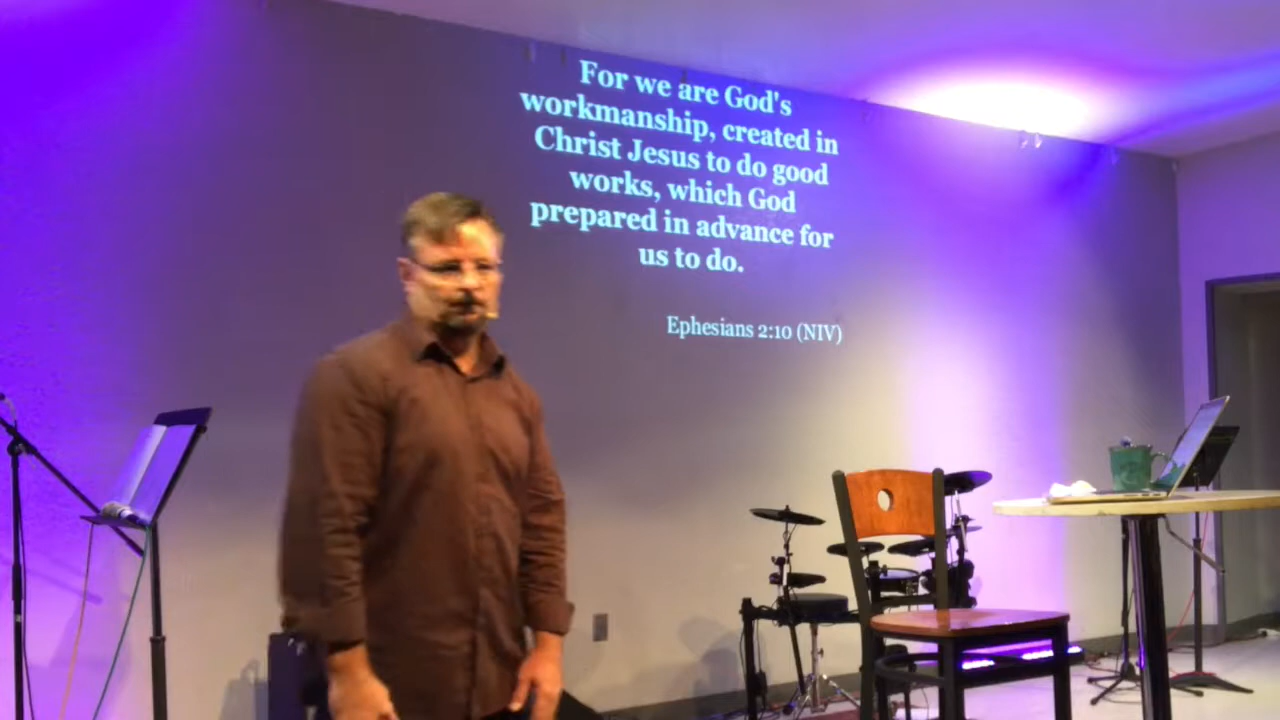 For we are God's
workmanship, created in
Christ Jesus to do good
works, which God
prepared in advance for
us to do.
Ephesians 2:10 (NIV)